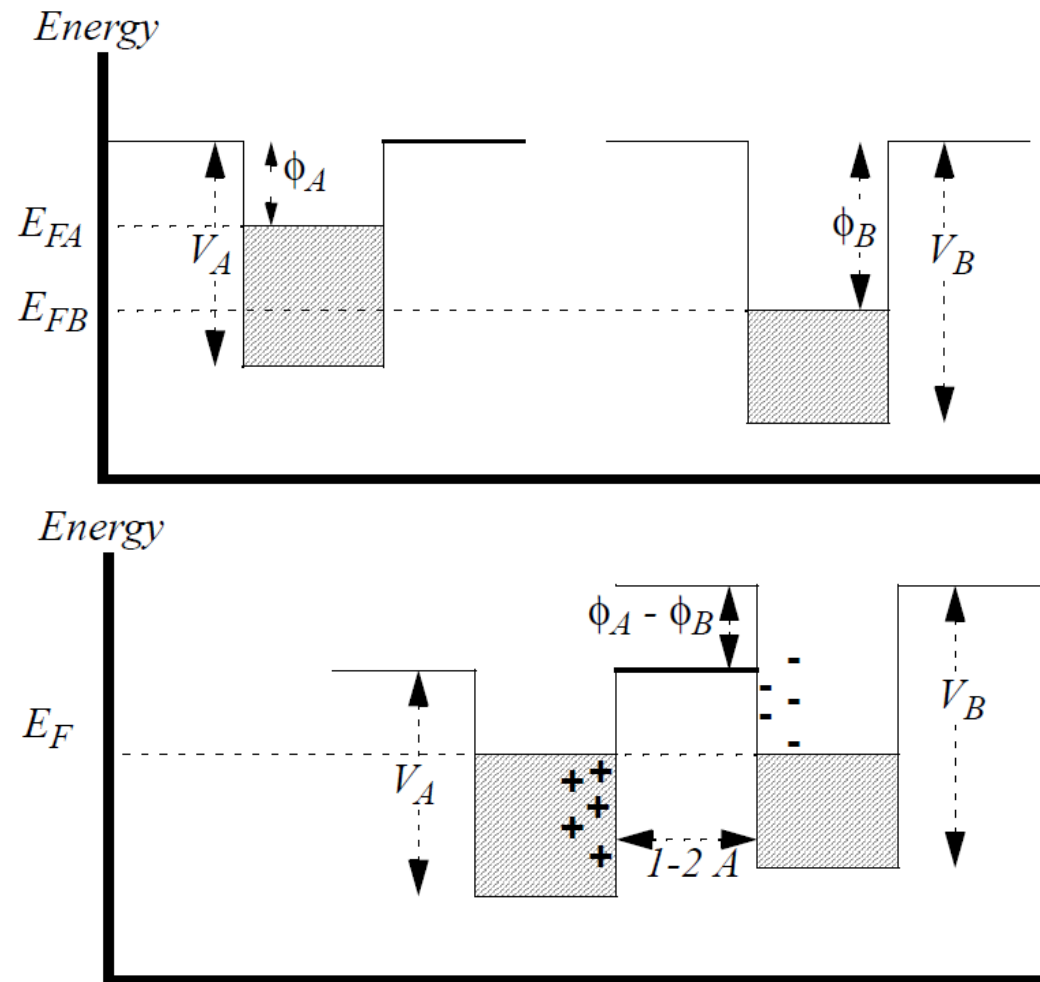 Energy
ϕA
EFA
VA
ϕB
VB
EFB
Energy
ϕA - ϕB
-
-
-
-
-
VB
EF
VA
+
+
+
+
+
1-2 A